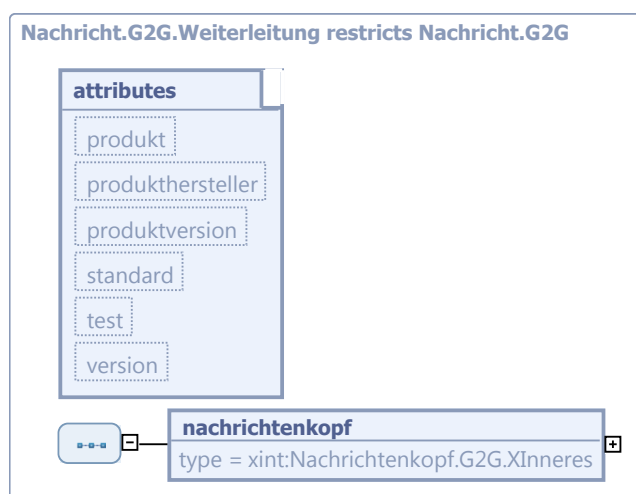 Nachricht.G2G.Weiterleitung restricts Nachricht.G2G
attributes
produkt
produkthersteller
produktversion
standard
test
version
nachrichtenkopf
type = xint:Nachrichtenkopf.G2G.XInneres